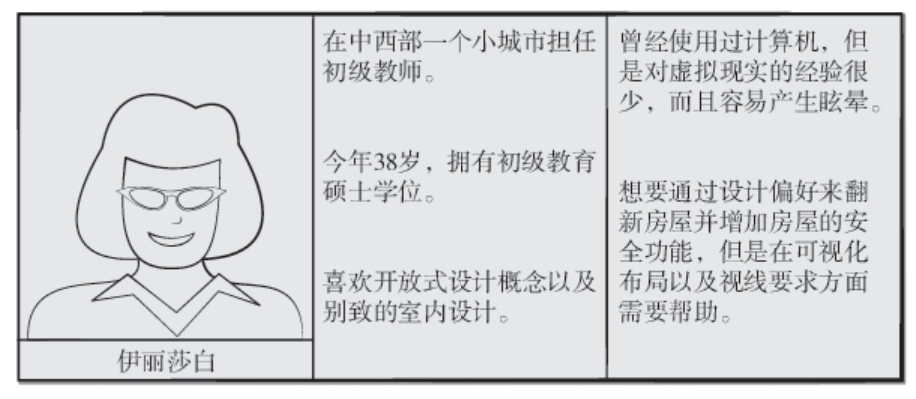 在中西部一个小城市担任
初级教师。
今年38岁，拥有初级教育
硕士学位。
喜欢开放式设计概念以及
别致的室内设计。
曾经使用过计算机，但
是对虚拟现实的经验很
少，而且容易产生眩晕。
想要通过设计偏好来翻
新房屋并增加房屋的安
全功能，但是在可视化
布局以及视线要求方面
需要帮助。
伊丽莎白